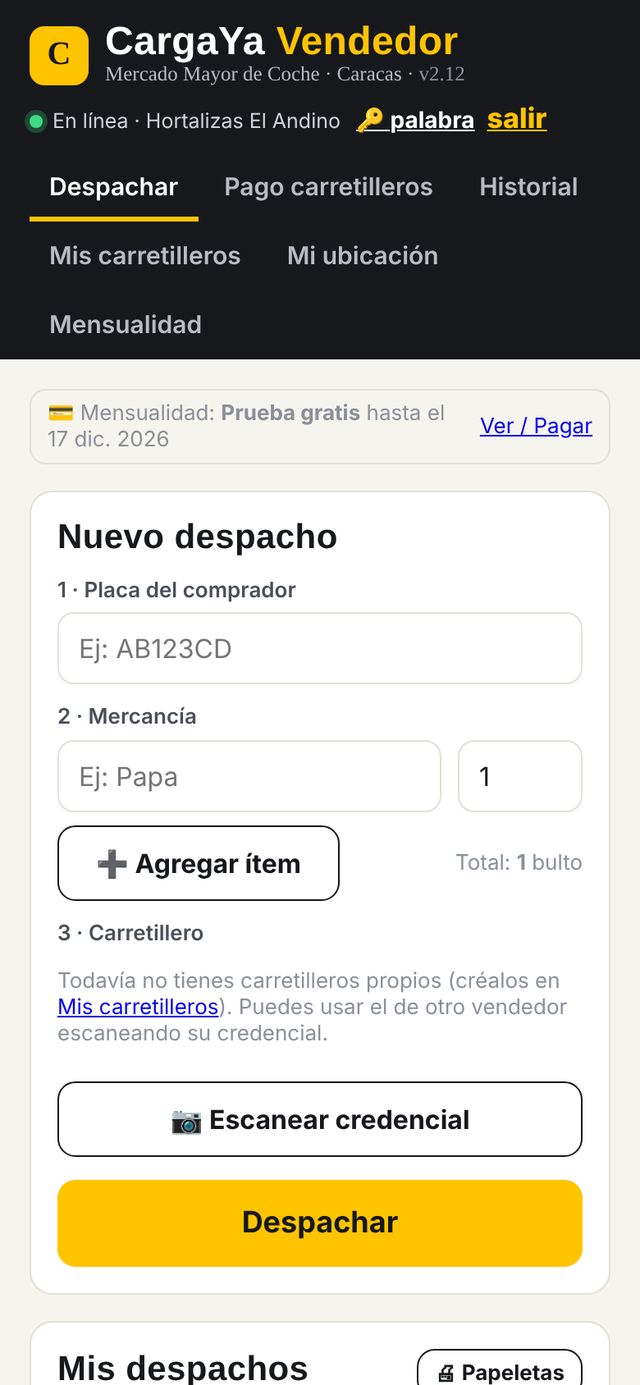 C
CargaYa Vendedor
Mercado Mayor de Coche · Caracas · v2.12
En línea · Hortalizas El Andino 🔑 palabra salir
Despachar Pago carretilleros Historial
Mis carretilleros Mi ubicación
Mensualidad
💳 Mensualidad: Prueba gratis hasta el
17 dic. 2026
Ver / Pagar
Nuevo despacho
1 · Placa del comprador
Ej: AB123CD
2 · Mercancía
Ej: Papa 1
➕ Agregar ítem Total: 1 bulto
3 · Carretillero
Todavía no tienes carretilleros propios (créalos en
Mis carretilleros). Puedes usar el de otro vendedor
escaneando su credencial.
📷 Escanear credencial
Despachar
Mis despachos 🖨 Papeletas